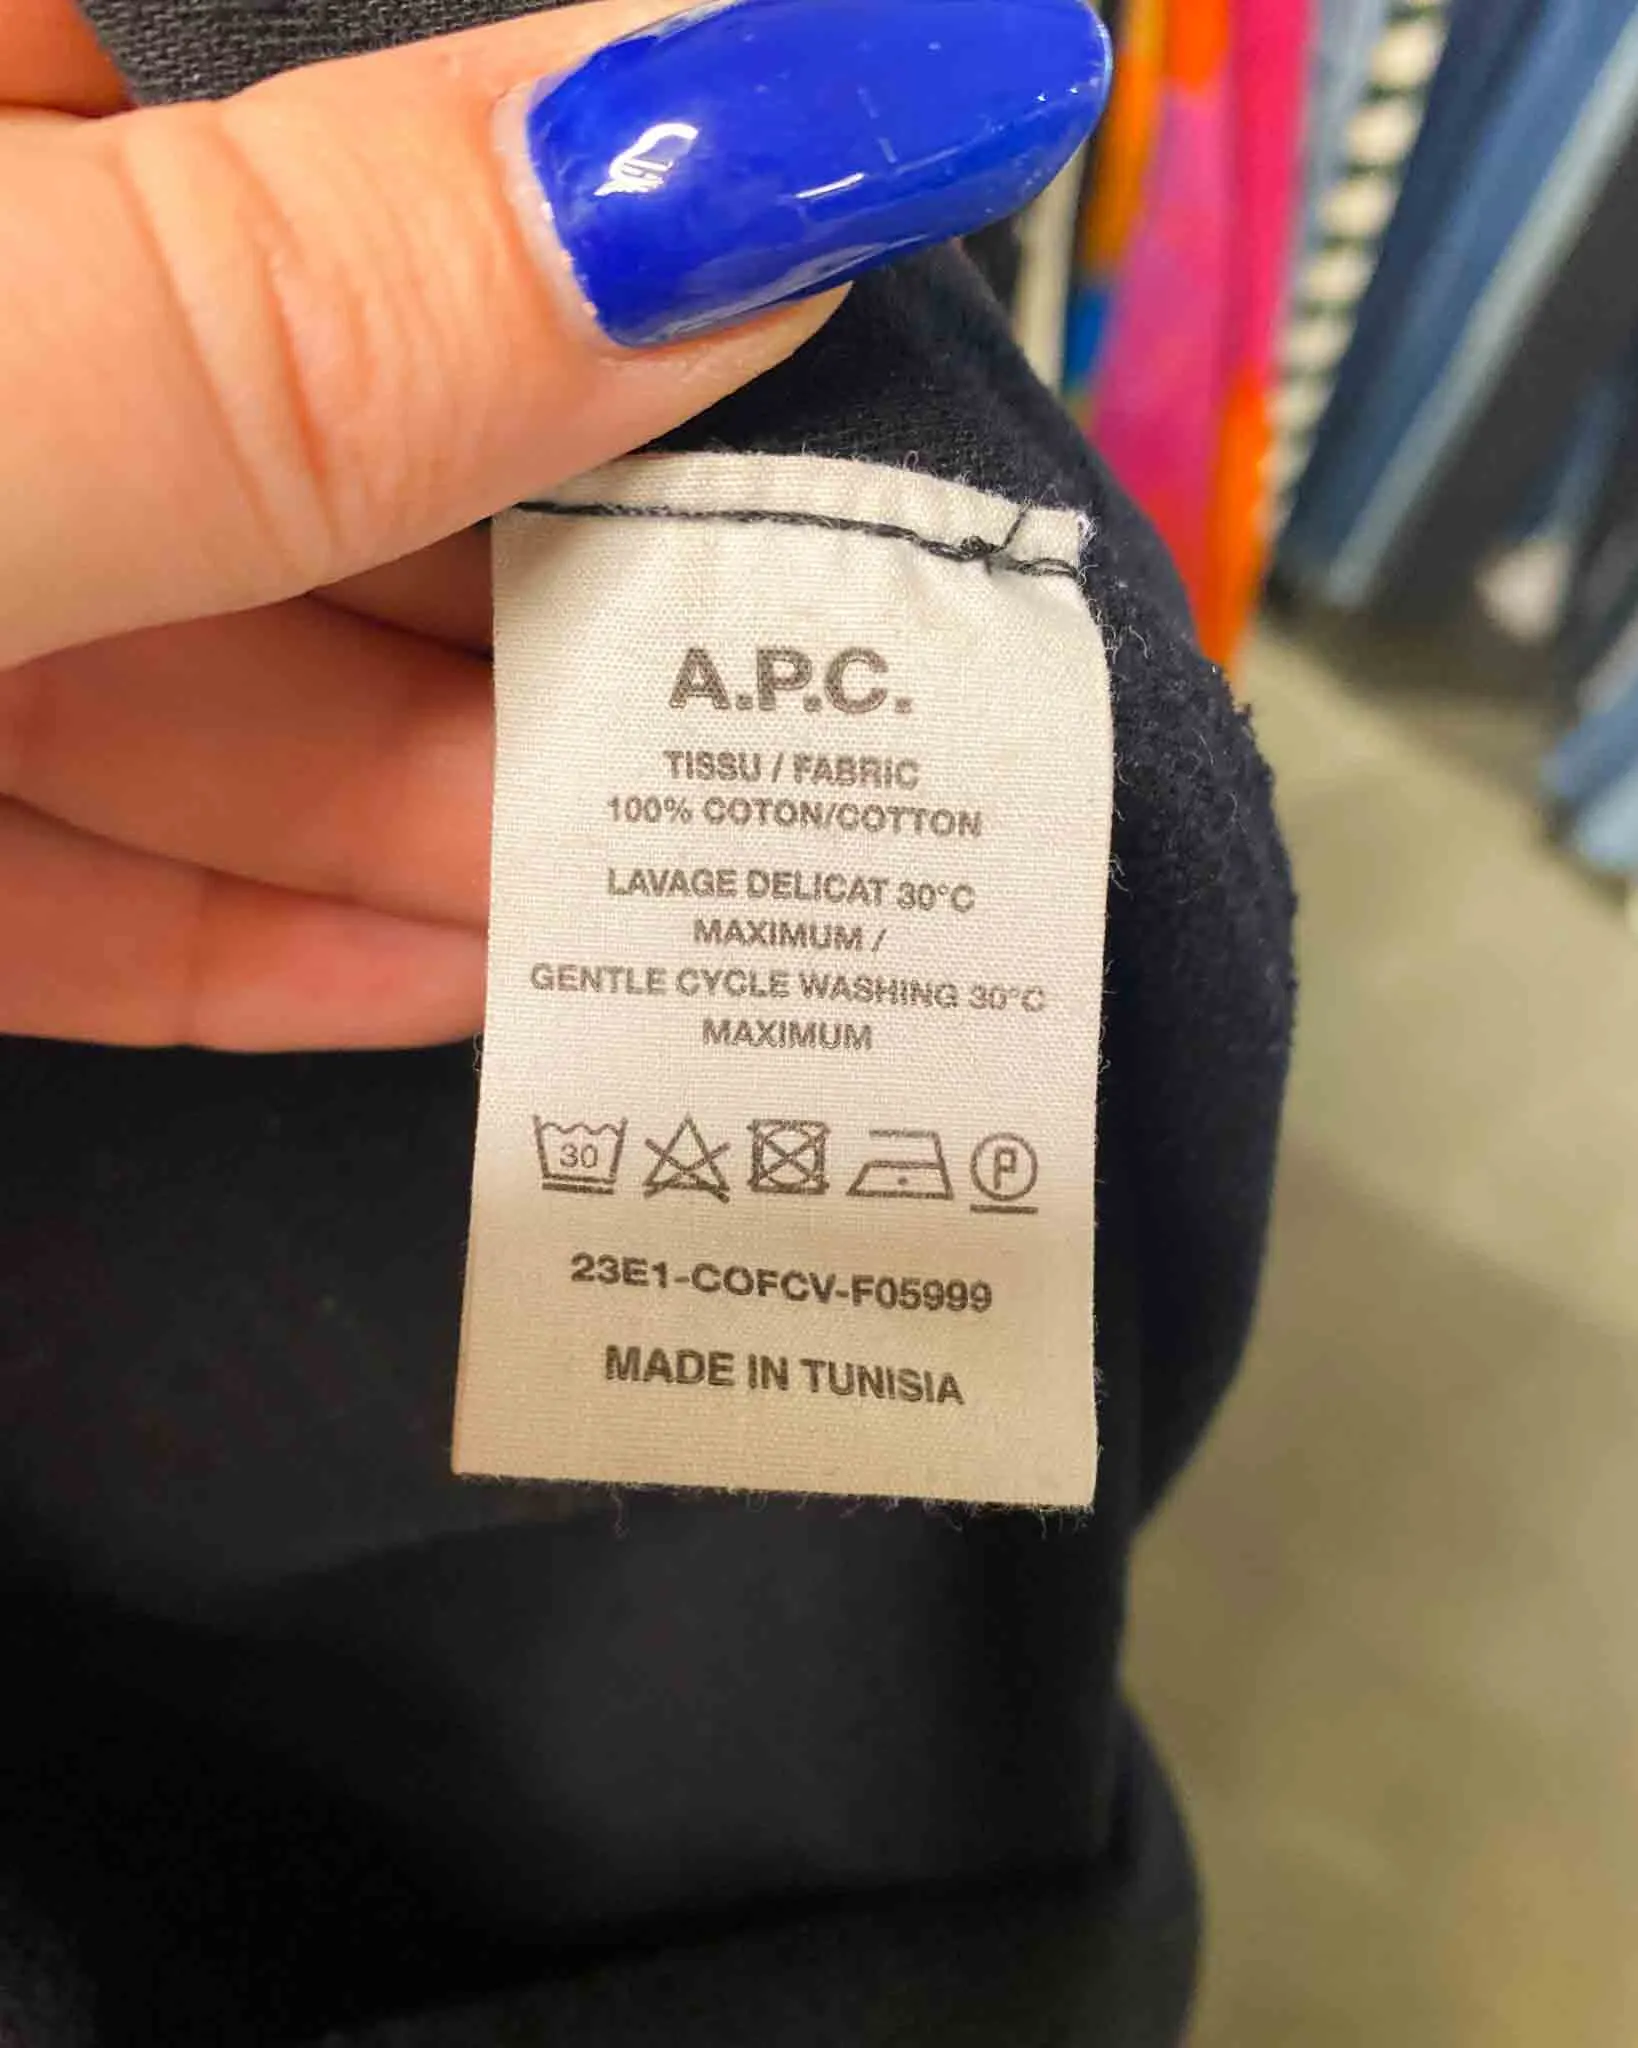 A.P.C.
TISSU / FABRIC
100% COTON/COTTON
LAVAGE DELICAT 30°C
MAXIMUM /
GENTLE CYCLE WASHING 30°C
MAXIMUM
30 P
23E1-COFCV-F05999
MADE IN TUNISIA